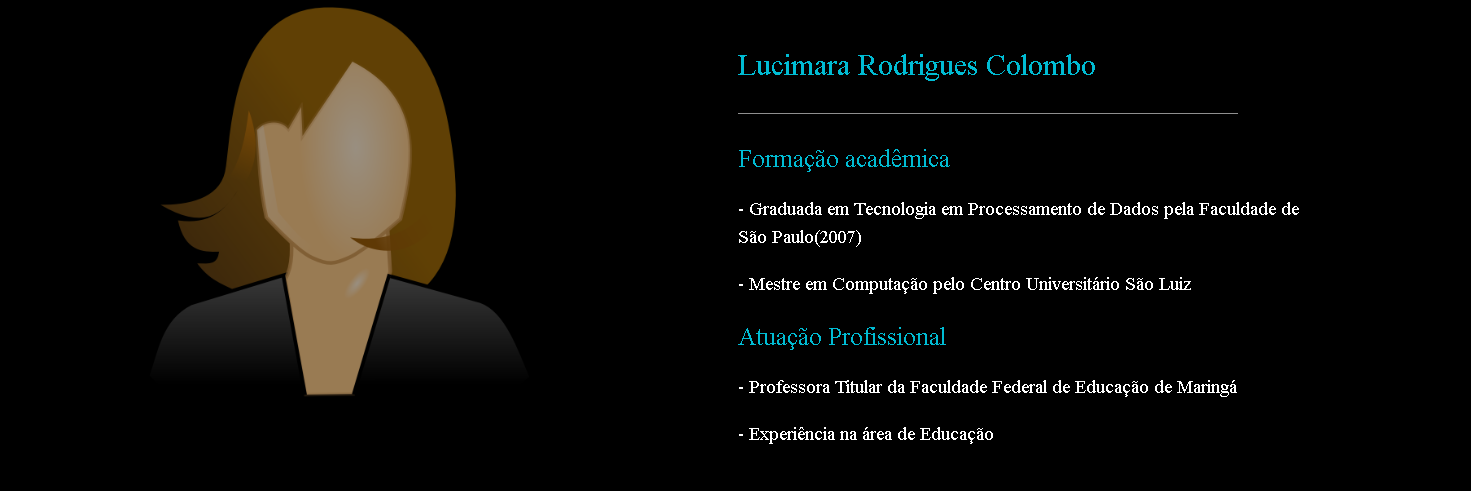 Lucimara Rodrigues Colombo
Formação acadêmica
- Graduada em Tecnologia em Processamento de Dados pela Faculdade de
São Paulo(2007)
- Mestre em Computação pelo Centro Universitário São Luiz
Atuação Profissional
- Professora Titular da Faculdade Federal de Educação de Maringá
- Experiência na área de Educação